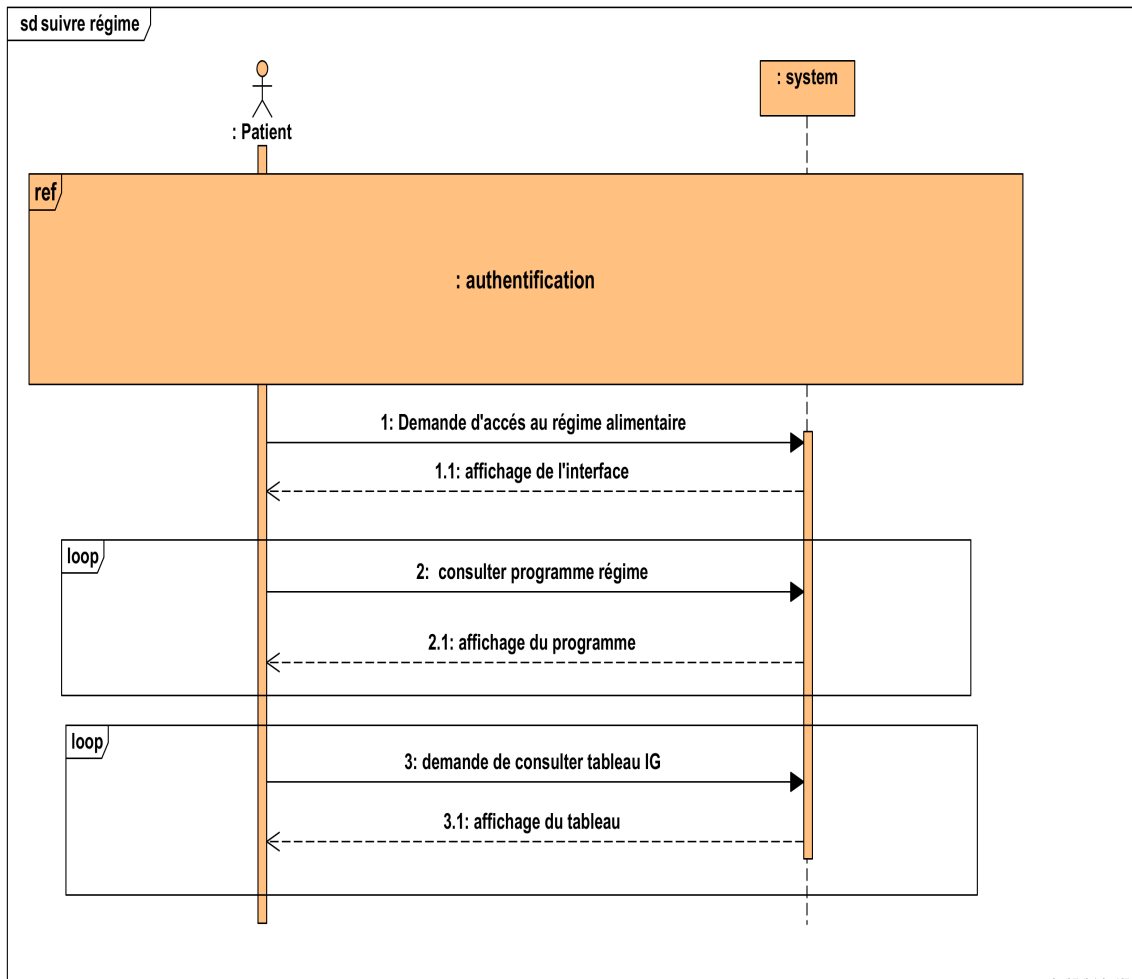 sd suivre régime
: Patient
: system
ref
: authentification
1: Demande d'accés au régime alimentaire
1.1: affichage de l'interface
loop
2: consulter programme régime
2.1: affichage du programme
loop
3: demande de consulter tableau IG
3.1: affichage du tableau